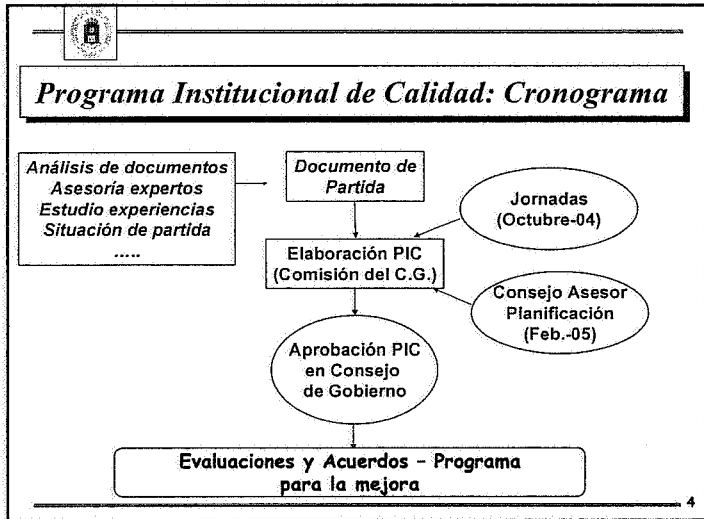 Programa Institucional de Calidad: Cronograma
Análisis de documentos
Asesoría expertos
Estudio experiencias
Situación de partida
.....
Documento de
Partida
Jornadas
(Octubre-04)
Elaboración PIC
(Comisión del C.G.)
Consejo Asesor
Planificación
(Feb.-05)
Aprobación PIC
en Consejo
de Gobierno
Evaluaciones y Acuerdos - Programa
para la mejora
4